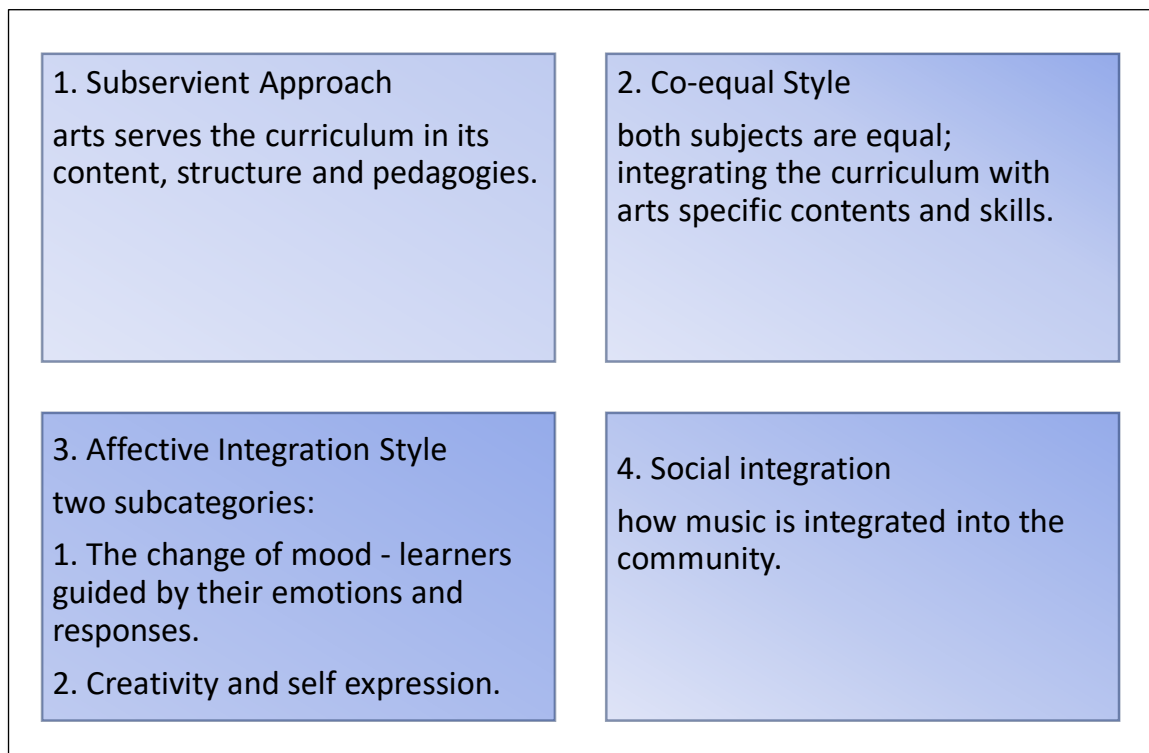 1. Subservient Approach
arts serves the curriculum in its
content, structure and pedagogies.
2. Co-equal Style
both subjects are equal;
integrating the curriculum with
arts specific contents and skills.
3. Affective Integration Style
two subcategories:
1. The change of mood - learners
guided by their emotions and
responses.
2. Creativity and self expression.
4. Social integration
how music is integrated into the
community.